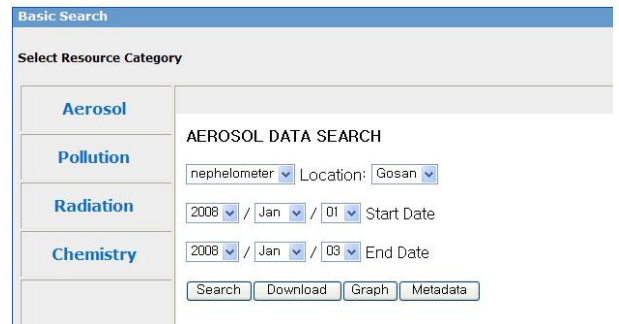 Basic Search
Select Resource Category
Aerosol
Pollution
Radiation
Chemistry
AEROSOL DATA SEARCH
nephelometer Location: Gosan
2008 / Jan / 01 Start Date
2008 / Jan / 03 End Date
Search Download Graph Metadata